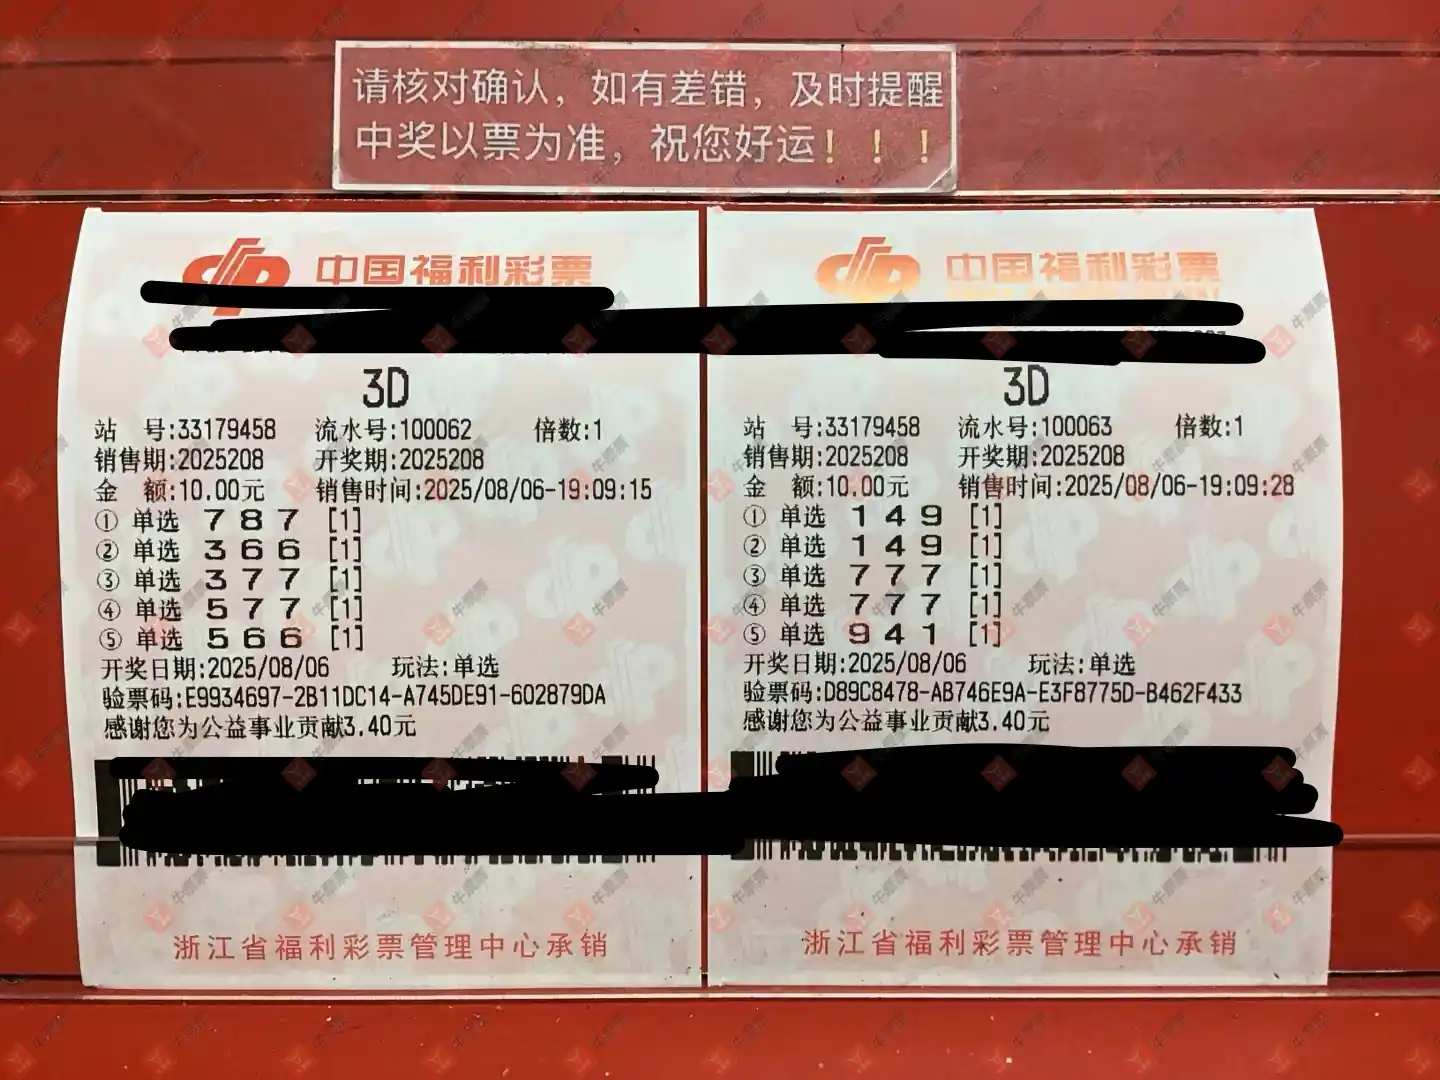 请核对确认，如有差错，及时提醒
中奖以票为准，祝您好运！！！
中国福利彩票
3D
站 号:33179458 流水号:100062 倍数:1
销售期:2025208 开奖期:2025208
金 额:10.00元 销售时间:2025/08/06-19:09:15
① 单选 7 8 7 [1]
② 单选 3 6 6 [1]
③ 单选 3 7 7 [1]
④ 单选 5 7 7 [1]
⑤ 单选 5 6 6 [1]
开奖日期:2025/08/06 玩法:单选
验票码:E9934697-2B11DC14-A745DE91-602879DA
感谢您为公益事业贡献3.40元
浙江省福利彩票管理中心承销
中国福利彩票
3D
站 号:33179458 流水号:100063 倍数:1
销售期:2025208 开奖期:2025208
金 额:10.00元 销售时间:2025/08/06-19:09:28
① 单选 1 4 9 [1]
② 单选 1 4 9 [1]
③ 单选 7 7 7 [1]
④ 单选 7 7 7 [1]
⑤ 单选 9 4 1 [1]
开奖日期:2025/08/06 玩法:单选
验票码:D89C8478-AB746E9A-E3F8775D-B462F433
感谢您为公益事业贡献3.40元
浙江省福利彩票管理中心承销
牛票票